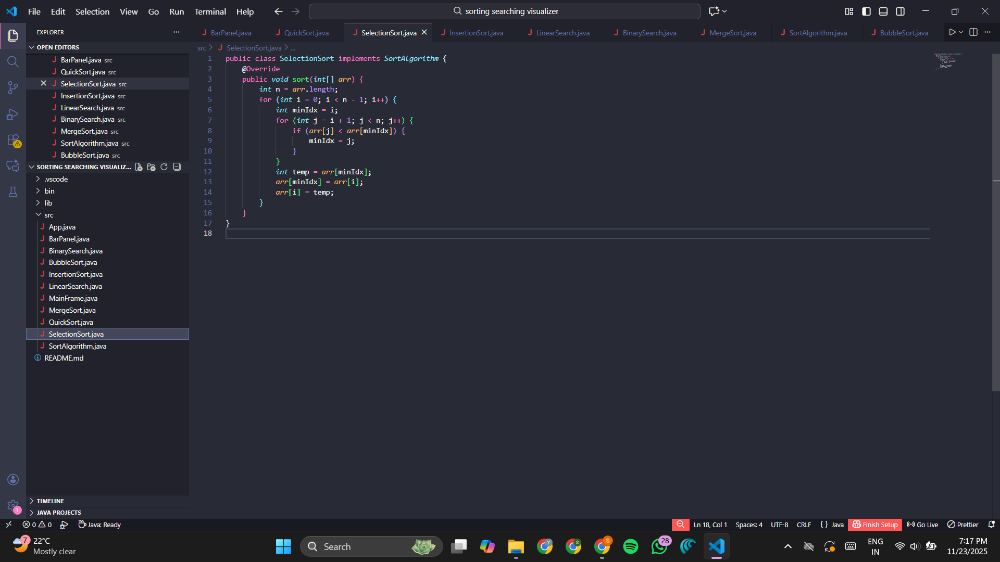 File Edit Selection View Go Run Terminal Help
sorting searching visualizer
EXPLORER
OPEN EDITORS
BarPanel.java src
QuickSort.java src
SelectionSort.java src
InsertionSort.java src
LinearSearch.java src
BinarySearch.java src
MergeSort.java src
SortAlgorithm.java src
BubbleSort.java src
SORTING SEARCHING VISUALIZ...
.vscode
bin
lib
src
App.java
BarPanel.java
BinarySearch.java
BubbleSort.java
InsertionSort.java
LinearSearch.java
MainFrame.java
MergeSort.java
QuickSort.java
SelectionSort.java
SortAlgorithm.java
README.md
TIMELINE
JAVA PROJECTS
BarPanel.java QuickSort.java SelectionSort.java InsertionSort.java LinearSearch.java BinarySearch.java MergeSort.java SortAlgorithm.java BubbleSort.java
src > SelectionSort.java > ...
1 public class SelectionSort implements SortAlgorithm {
2 @Override
3 public void sort(int[] arr) {
4 int n = arr.length;
5 for (int i = 0; i < n - 1; i++) {
6 int minIdx = i;
7 for (int j = i + 1; j < n; j++) {
8 if (arr[j] < arr[minIdx]) {
9 minIdx = j;
10 }
11 }
12 int temp = arr[minIdx];
13 arr[minIdx] = arr[i];
14 arr[i] = temp;
15 }
16 }
17 }
18
1
0 0 Java: Ready
Ln 18, Col 1 Spaces: 4 UTF-8 CRLF { } Java Finish Setup Go Live Prettier
7
22°C
Mostly clear
Search
Y
S
S
28
ENG
IN
7:17 PM
11/23/2025